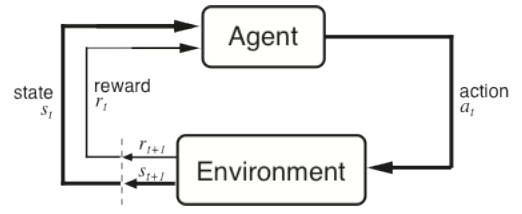 Agent
state
s_t
reward
r_t
action
a_t
r_{t+1}
s_{t+1}
Environment